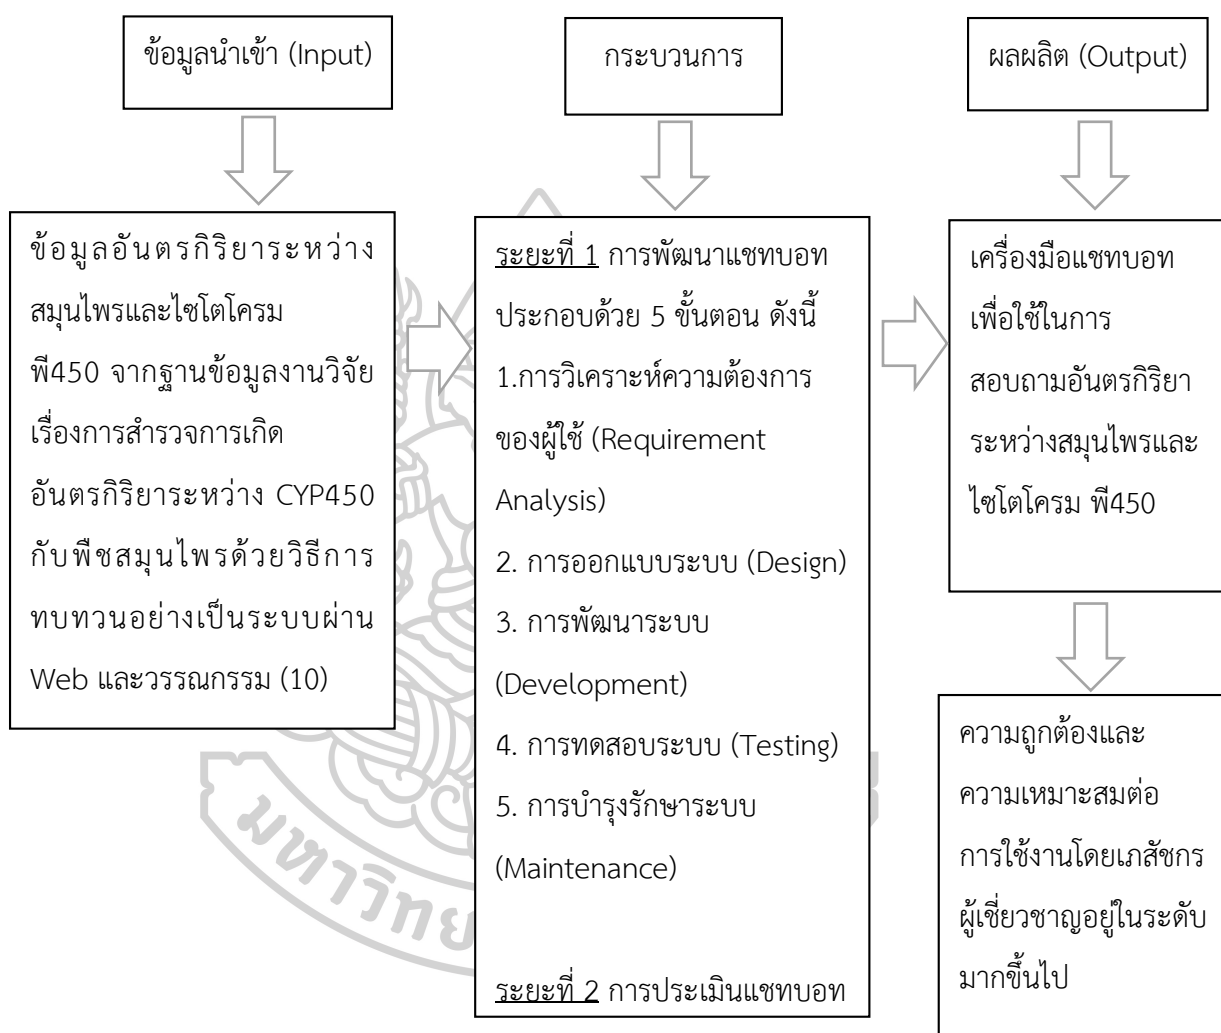 ข้อมูลนำเข้า (Input)
กระบวนการ
ผลผลิต (Output)
ข้อมูลอันตรกิริยาระหว่าง
สมุนไพรและไซโตโครม
พี450 จากฐานข้อมูลงานวิจัย
เรื่องการสำรวจการเกิด
อันตรกิริยาระหว่าง CYP450
กับพืชสมุนไพรด้วยวิธีการ
ทบทวนอย่างเป็นระบบผ่าน
Web และวรรณกรรม (10)
ระยะที่ 1 การพัฒนาแชทบอท
ประกอบด้วย 5 ขั้นตอน ดังนี้
1.การวิเคราะห์ความต้องการ
ของผู้ใช้ (Requirement
Analysis)
2. การออกแบบระบบ (Design)
3. การพัฒนาระบบ
(Development)
4. การทดสอบระบบ (Testing)
5. การบำรุงรักษาระบบ
(Maintenance)
ระยะที่ 2 การประเมินแชทบอท
เครื่องมือแชทบอท
เพื่อใช้ในการ
สอบถามอันตรกิริยา
ระหว่างสมุนไพรและ
ไซโตโครม พี450
ความถูกต้องและ
ความเหมาะสมต่อ
การใช้งานโดยเภสัชกร
ผู้เชี่ยวชาญอยู่ในระดับ
มากขึ้นไป